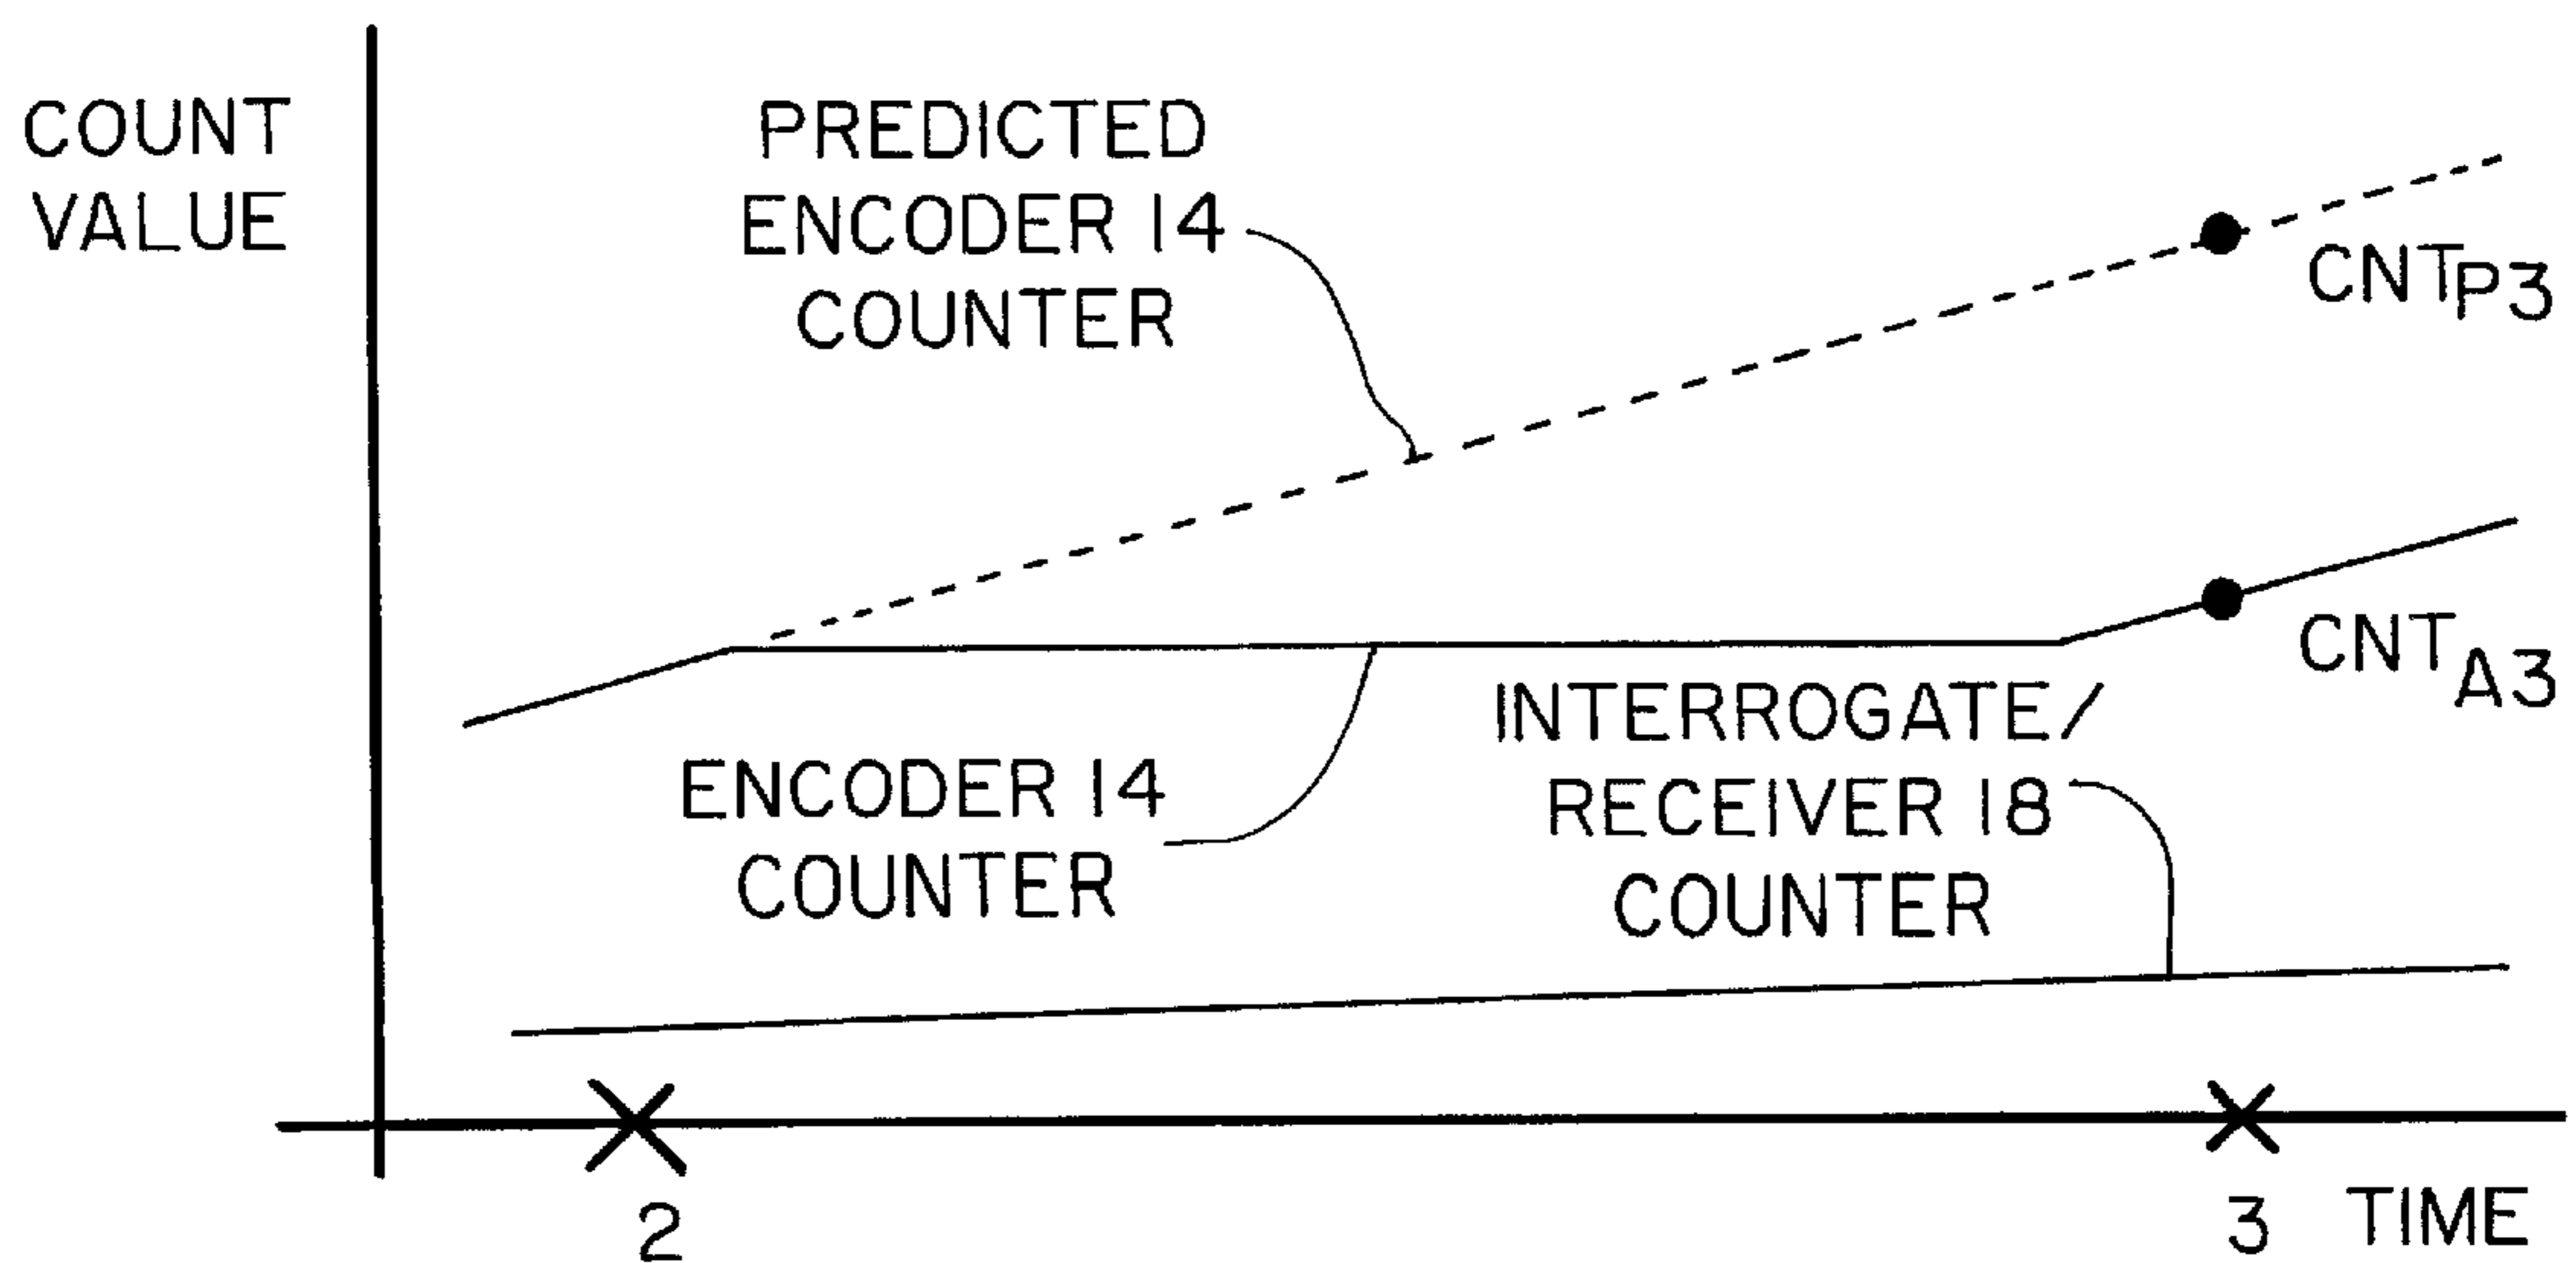 COUNT
VALUE
PREDICTED
ENCODER 14
COUNTER
CNTP3
CNTA3
ENCODER 14
COUNTER
INTERROGATE/
RECEIVER 18
COUNTER
2
3
TIME